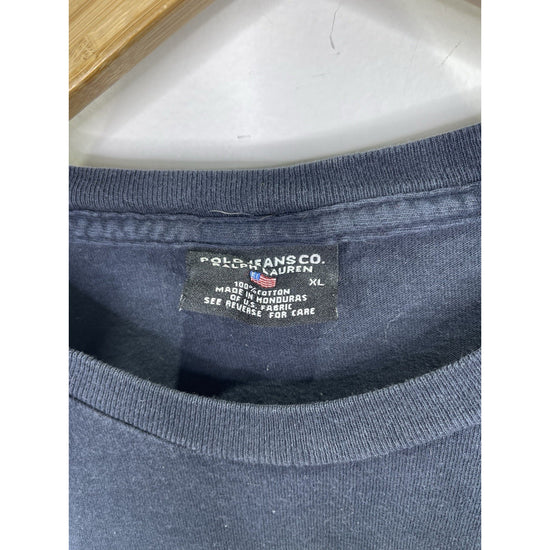 POLO JEANS CO.
RALPH LAUREN
XL
100% COTTON
MADE IN HONDURAS
OF U.S. FABRIC
SEE REVERSE FOR CARE